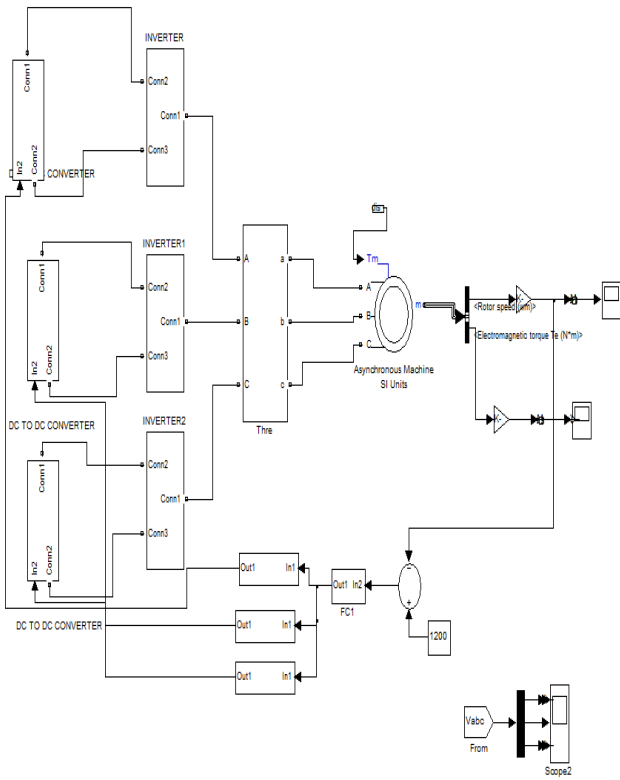 INVERTER
Conn1
Conn2
Conn1
Conn3
Conn2
In2
CONVERTER
INVERTER1
Conn1
Conn2
Conn1
Conn3
Conn2
In2
DC TO DC CONVERTER
INVERTER2
Conn1
Conn2
Conn1
Conn3
Conn2
In2
DC TO DC CONVERTER
A
a
B
b
C
c
Thre
Tm
A
B
C
m
Asynchronous Machine
SI Units
<Rotor speed
<Electromagnetic torque Te (N*m)>
K-
K-
Out1 In1
Out1 In1
Out1 In1
Out1 In2
FC1
−
+
1200
Vabc
From
Scope2